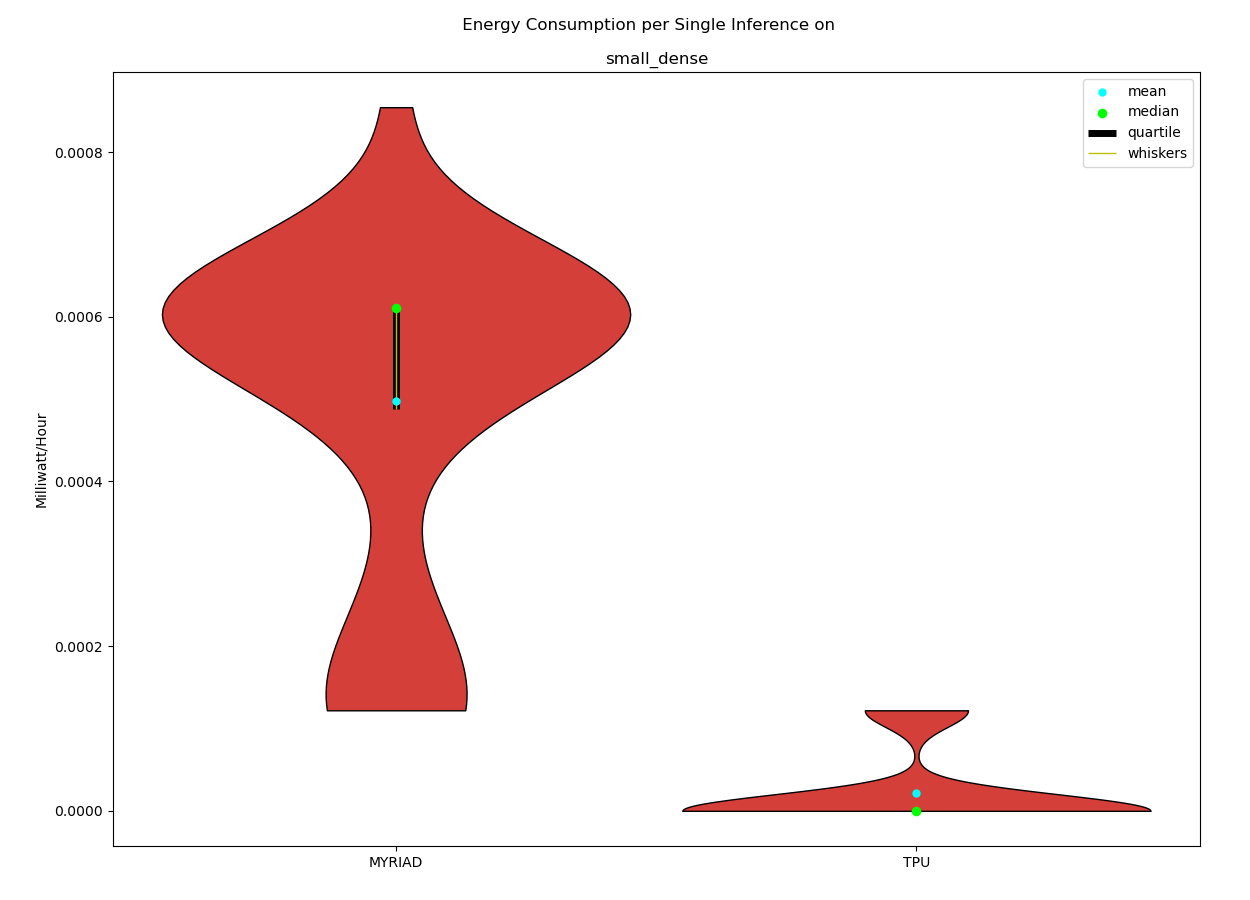 Energy Consumption per Single Inference on
small_dense
mean
median
quartile
whiskers
0.0008
0.0006
0.0004
0.0002
0.0000
Milliwatt/Hour
MYRIAD
TPU